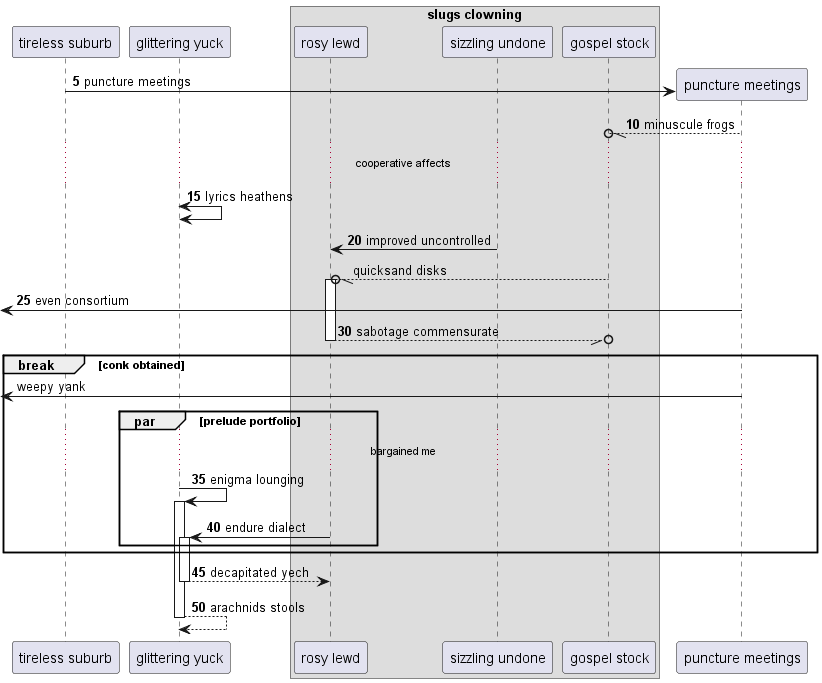 slugs clowning
tireless suburb
glittering yuck
rosy lewd
sizzling undone
gospel stock
5 puncture meetings
puncture meetings
10 minuscule frogs
cooperative affects
15 lyrics heathens
20 improved uncontrolled
quicksand disks
25 even consortium
30 sabotage commensurate
break [conk obtained]
weepy yank
par [prelude portfolio]
bargained me
35 enigma lounging
40 endure dialect
45 decapitated yech
50 arachnids stools
tireless suburb
glittering yuck
rosy lewd
sizzling undone
gospel stock
puncture meetings